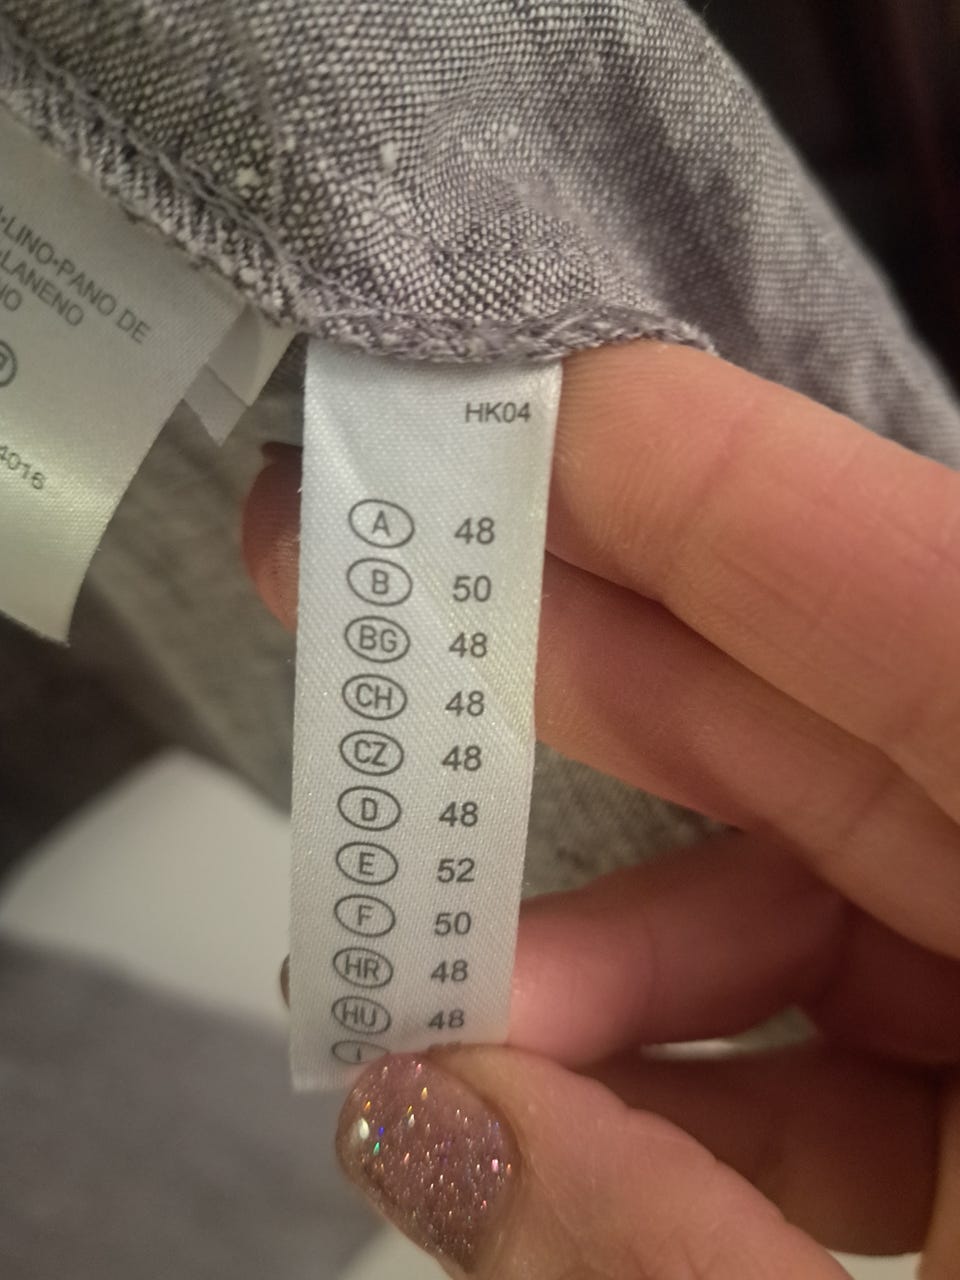 LINO•PANO DE
LANENO
4016
HK04
A 48
B 50
BG 48
CH 48
CZ 48
D 48
E 52
F 50
HR 48
HU 48